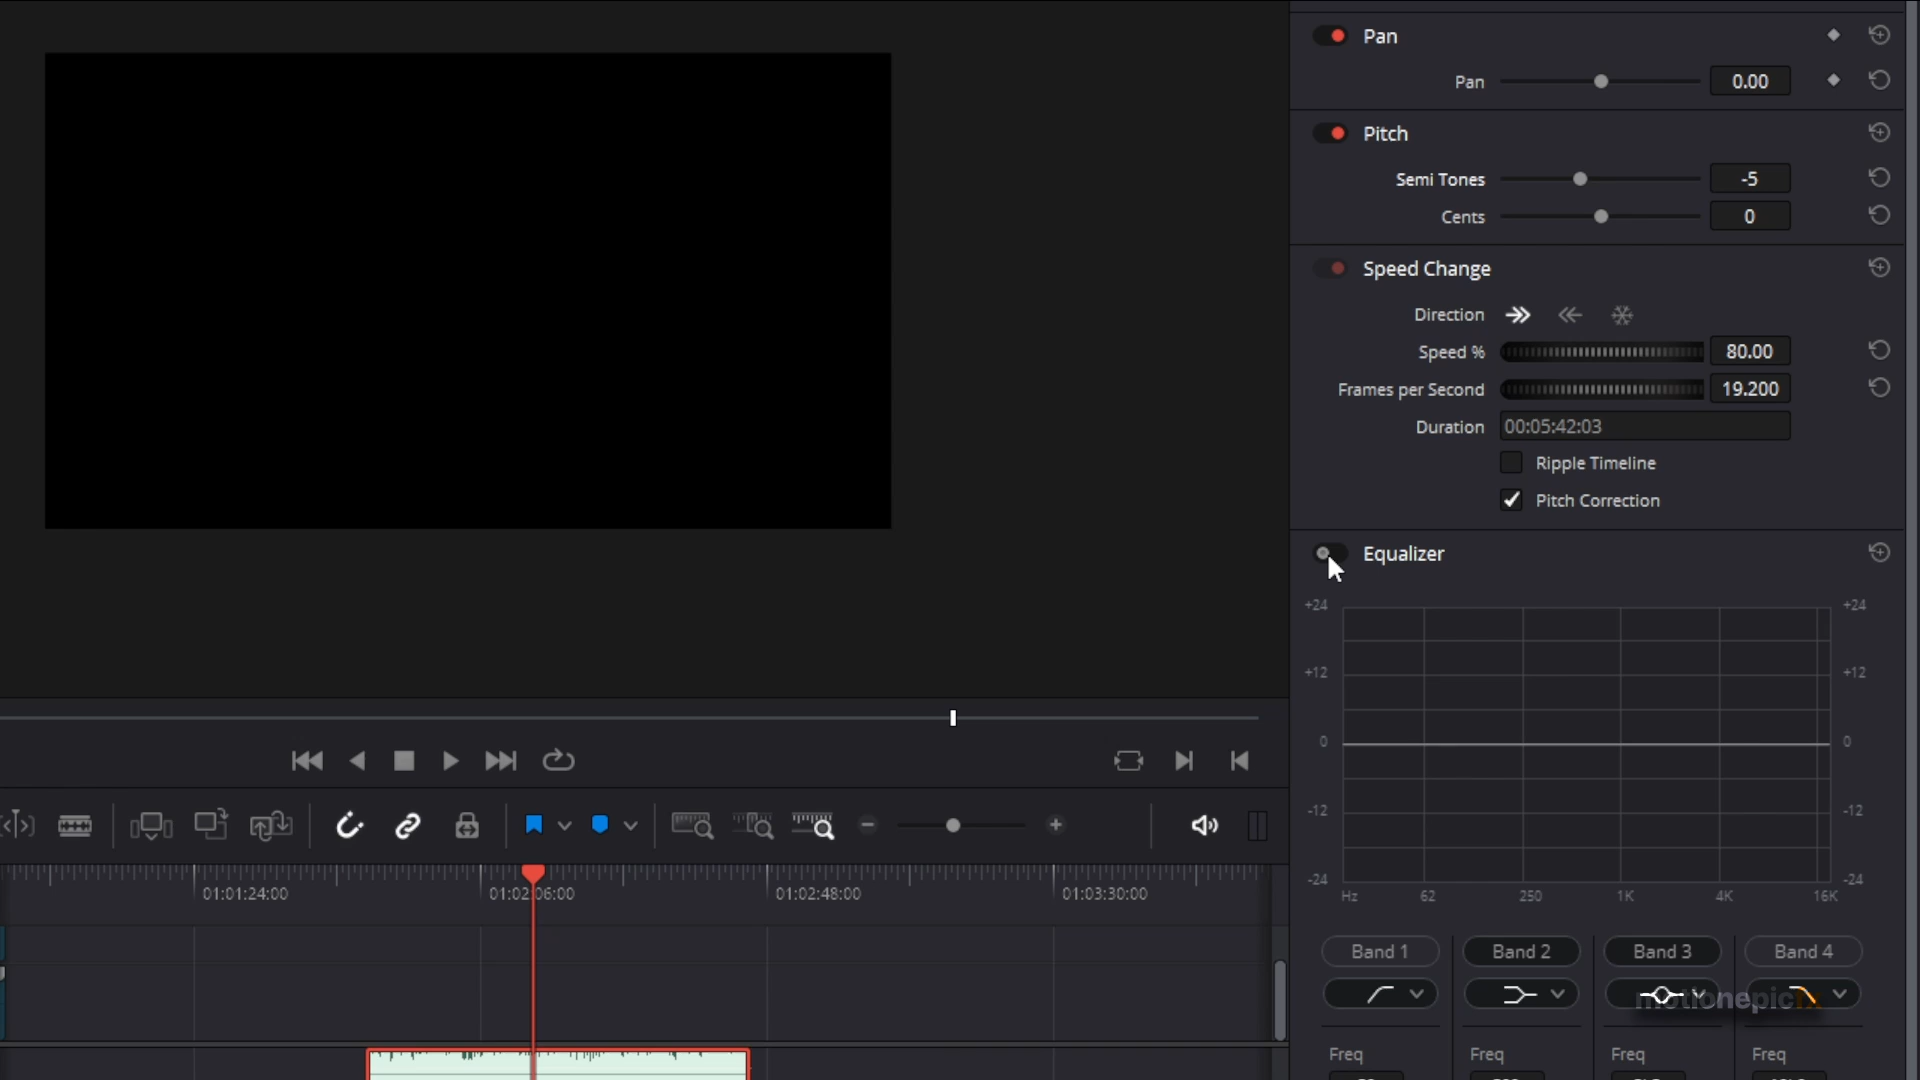 Pan
Pan 0.00
Pitch
Semi Tones -5
Cents 0
Speed Change
Direction
Speed % 80.00
Frames per Second 19.200
Duration 00:05:42:03
Ripple Timeline
Pitch Correction
Equalizer
+24 +24
+12 +12
0 0
-12 -12
-24 -24
Hz 62 250 1K 4K 16K
Band 1 Band 2 Band 3 Band 4
motionepic
Freq Freq Freq Freq
01:01:24:00 01:02:06:00 01:02:48:00 01:03:30:00